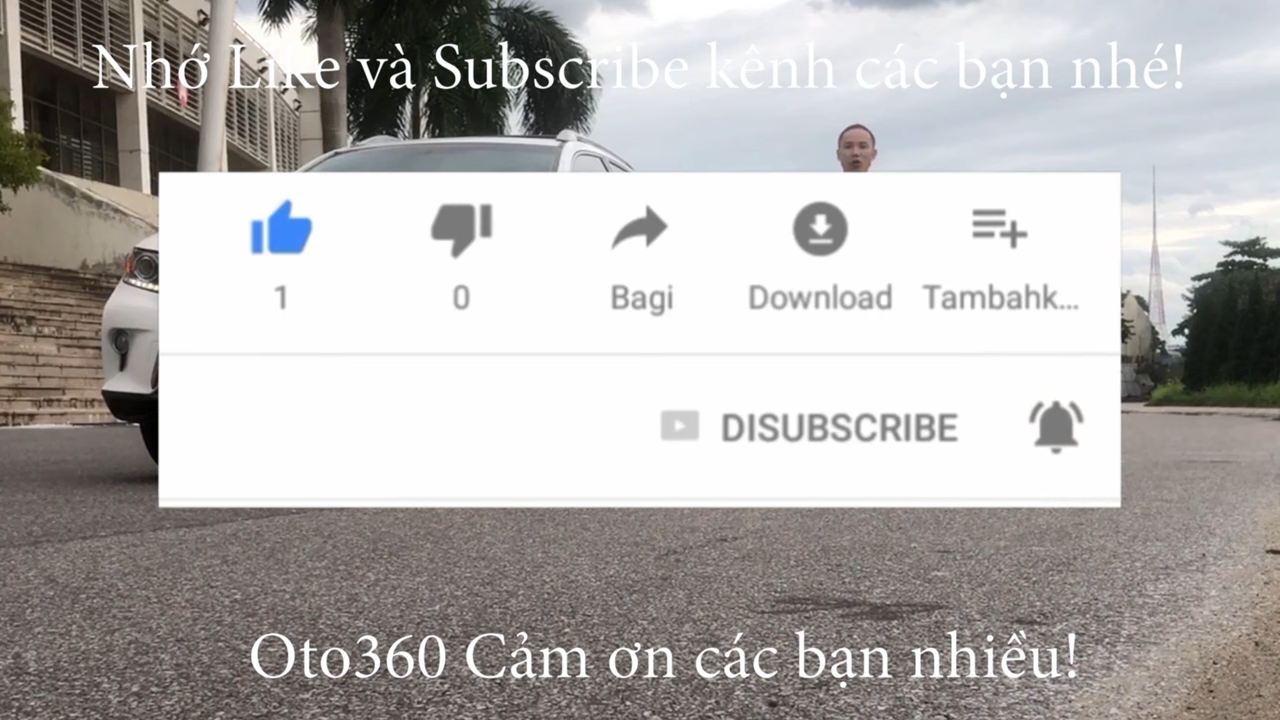 Nhớ Like và Subscribe kênh các bạn nhé!
1 0 Bagi Download Tambahk...
DISUBSCRIBE
Oto360 Cảm ơn các bạn nhiều!